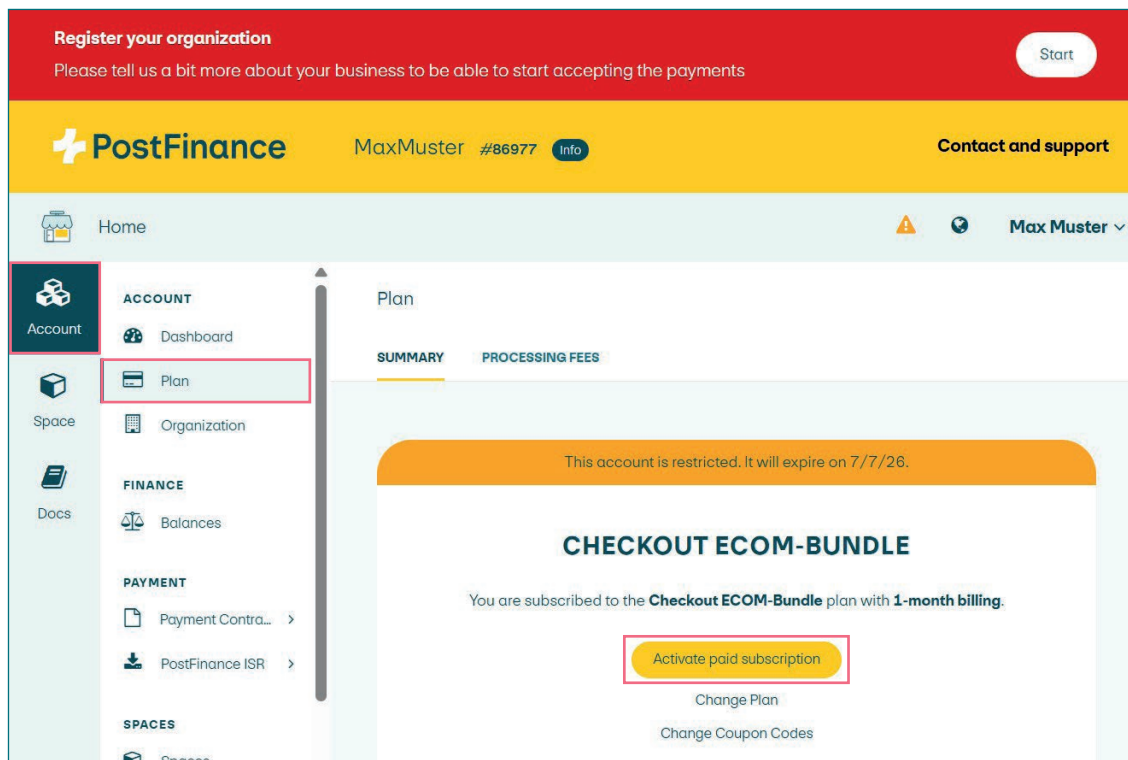 Register your organization
Please tell us a bit more about your business to be able to start accepting the payments
Start
PostFinance
MaxMuster #86977 Info
Contact and support
Home
Max Muster
Account
Space
Docs
ACCOUNT
Dashboard
Plan
Organization
FINANCE
Balances
PAYMENT
Payment Contra...
PostFinance ISR
SPACES
Spaces
Plan
SUMMARY PROCESSING FEES
This account is restricted. It will expire on 7/7/26.
CHECKOUT ECOM-BUNDLE
You are subscribed to the Checkout ECOM-Bundle plan with 1-month billing.
Activate paid subscription
Change Plan
Change Coupon Codes